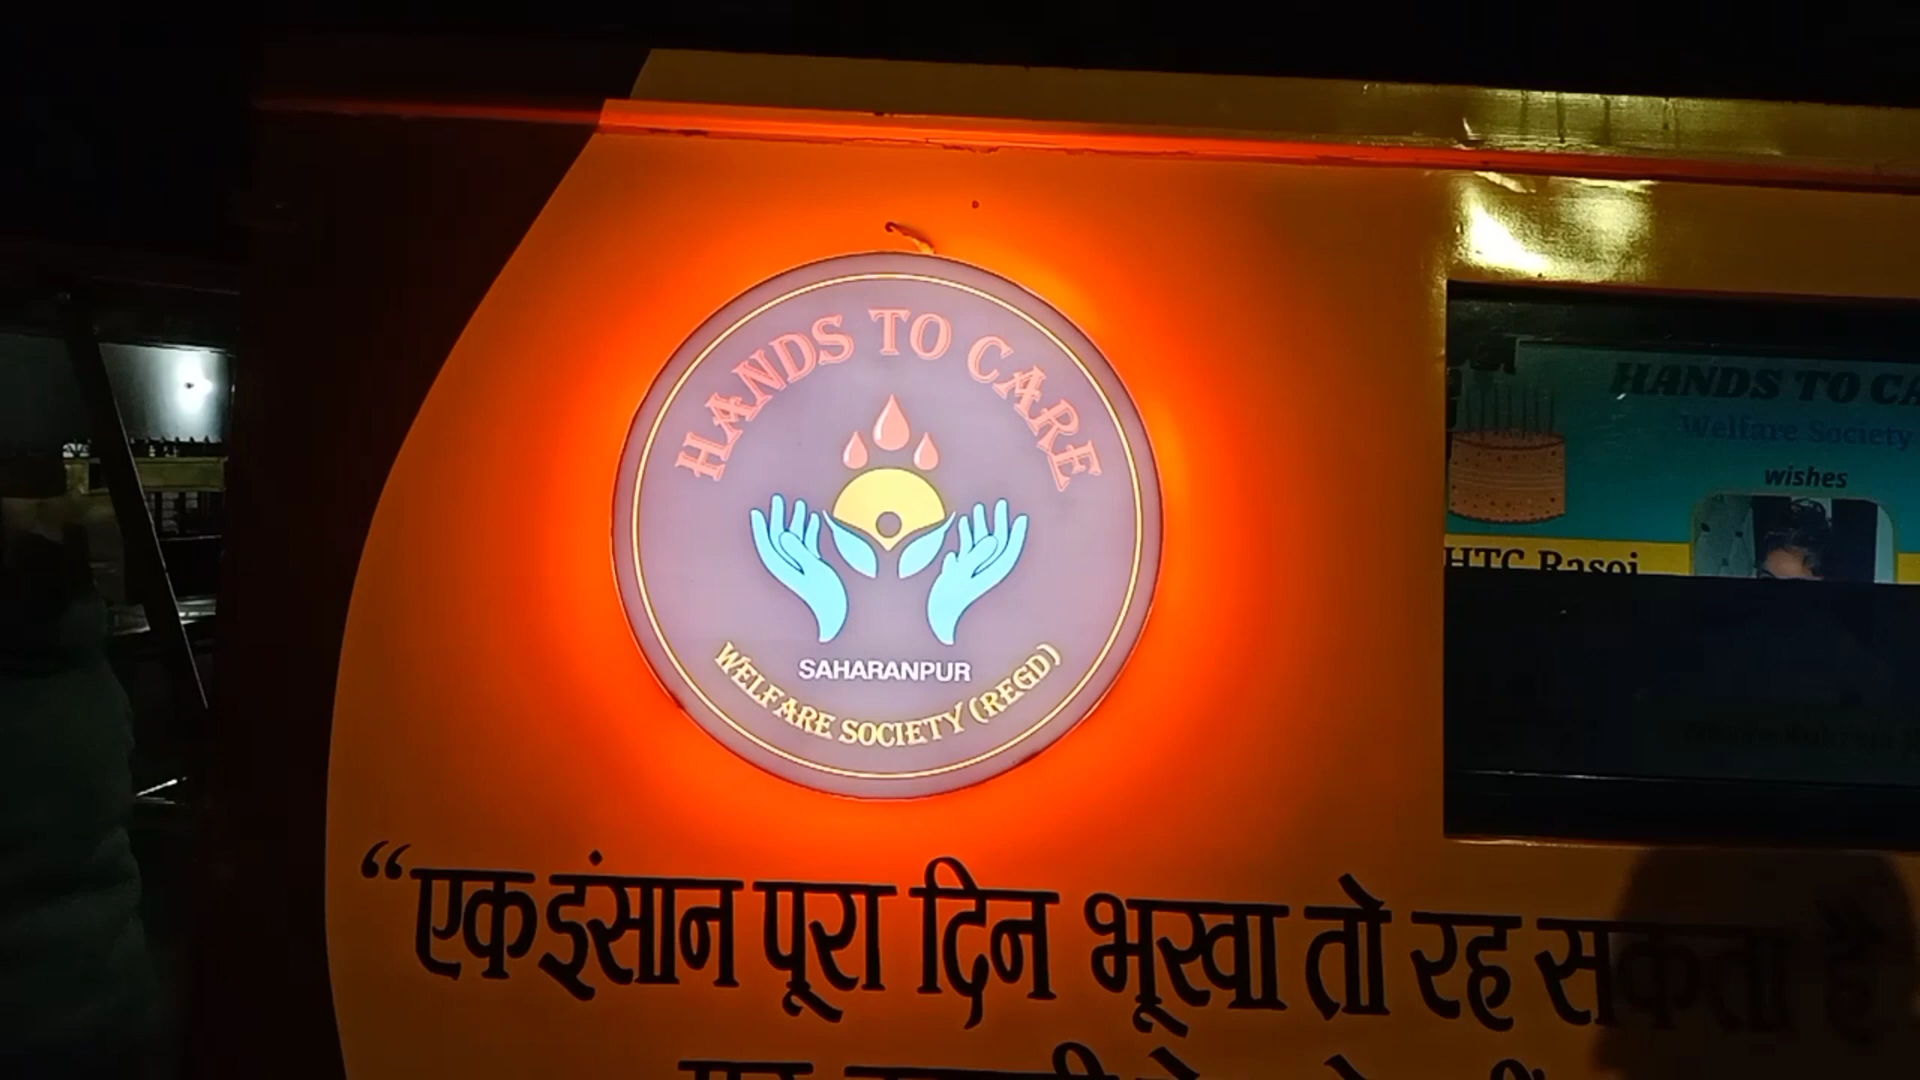 HANDS TO CARE
SAHARANPUR
WELFARE SOCIETY (REGD)
HANDS TO CA
Welfare Society
wishes
HTC Rasoi
“एक इंसान पूरा दिन भूखा तो रह सकता है